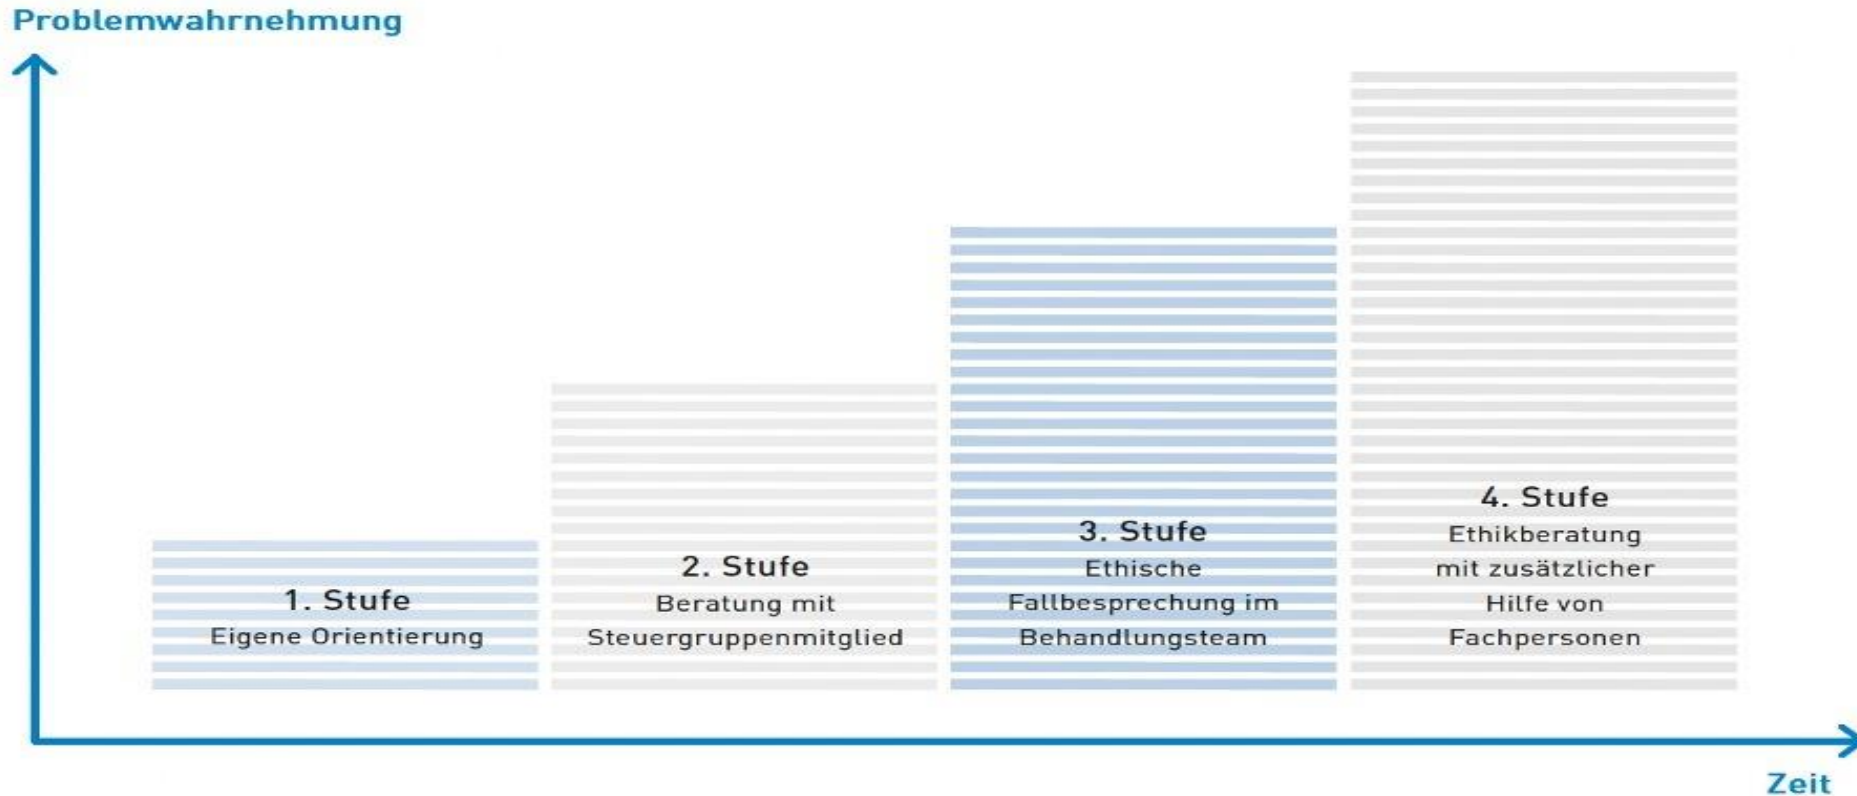 Problemwahrnehmung
1. Stufe
Eigene Orientierung
2. Stufe
Beratung mit
Steuergruppenmitglied
3. Stufe
Ethische
Fallbesprechung im
Behandlungsteam
4. Stufe
Ethikberatung
mit zusätzlicher
Hilfe von
Fachpersonen
Zeit